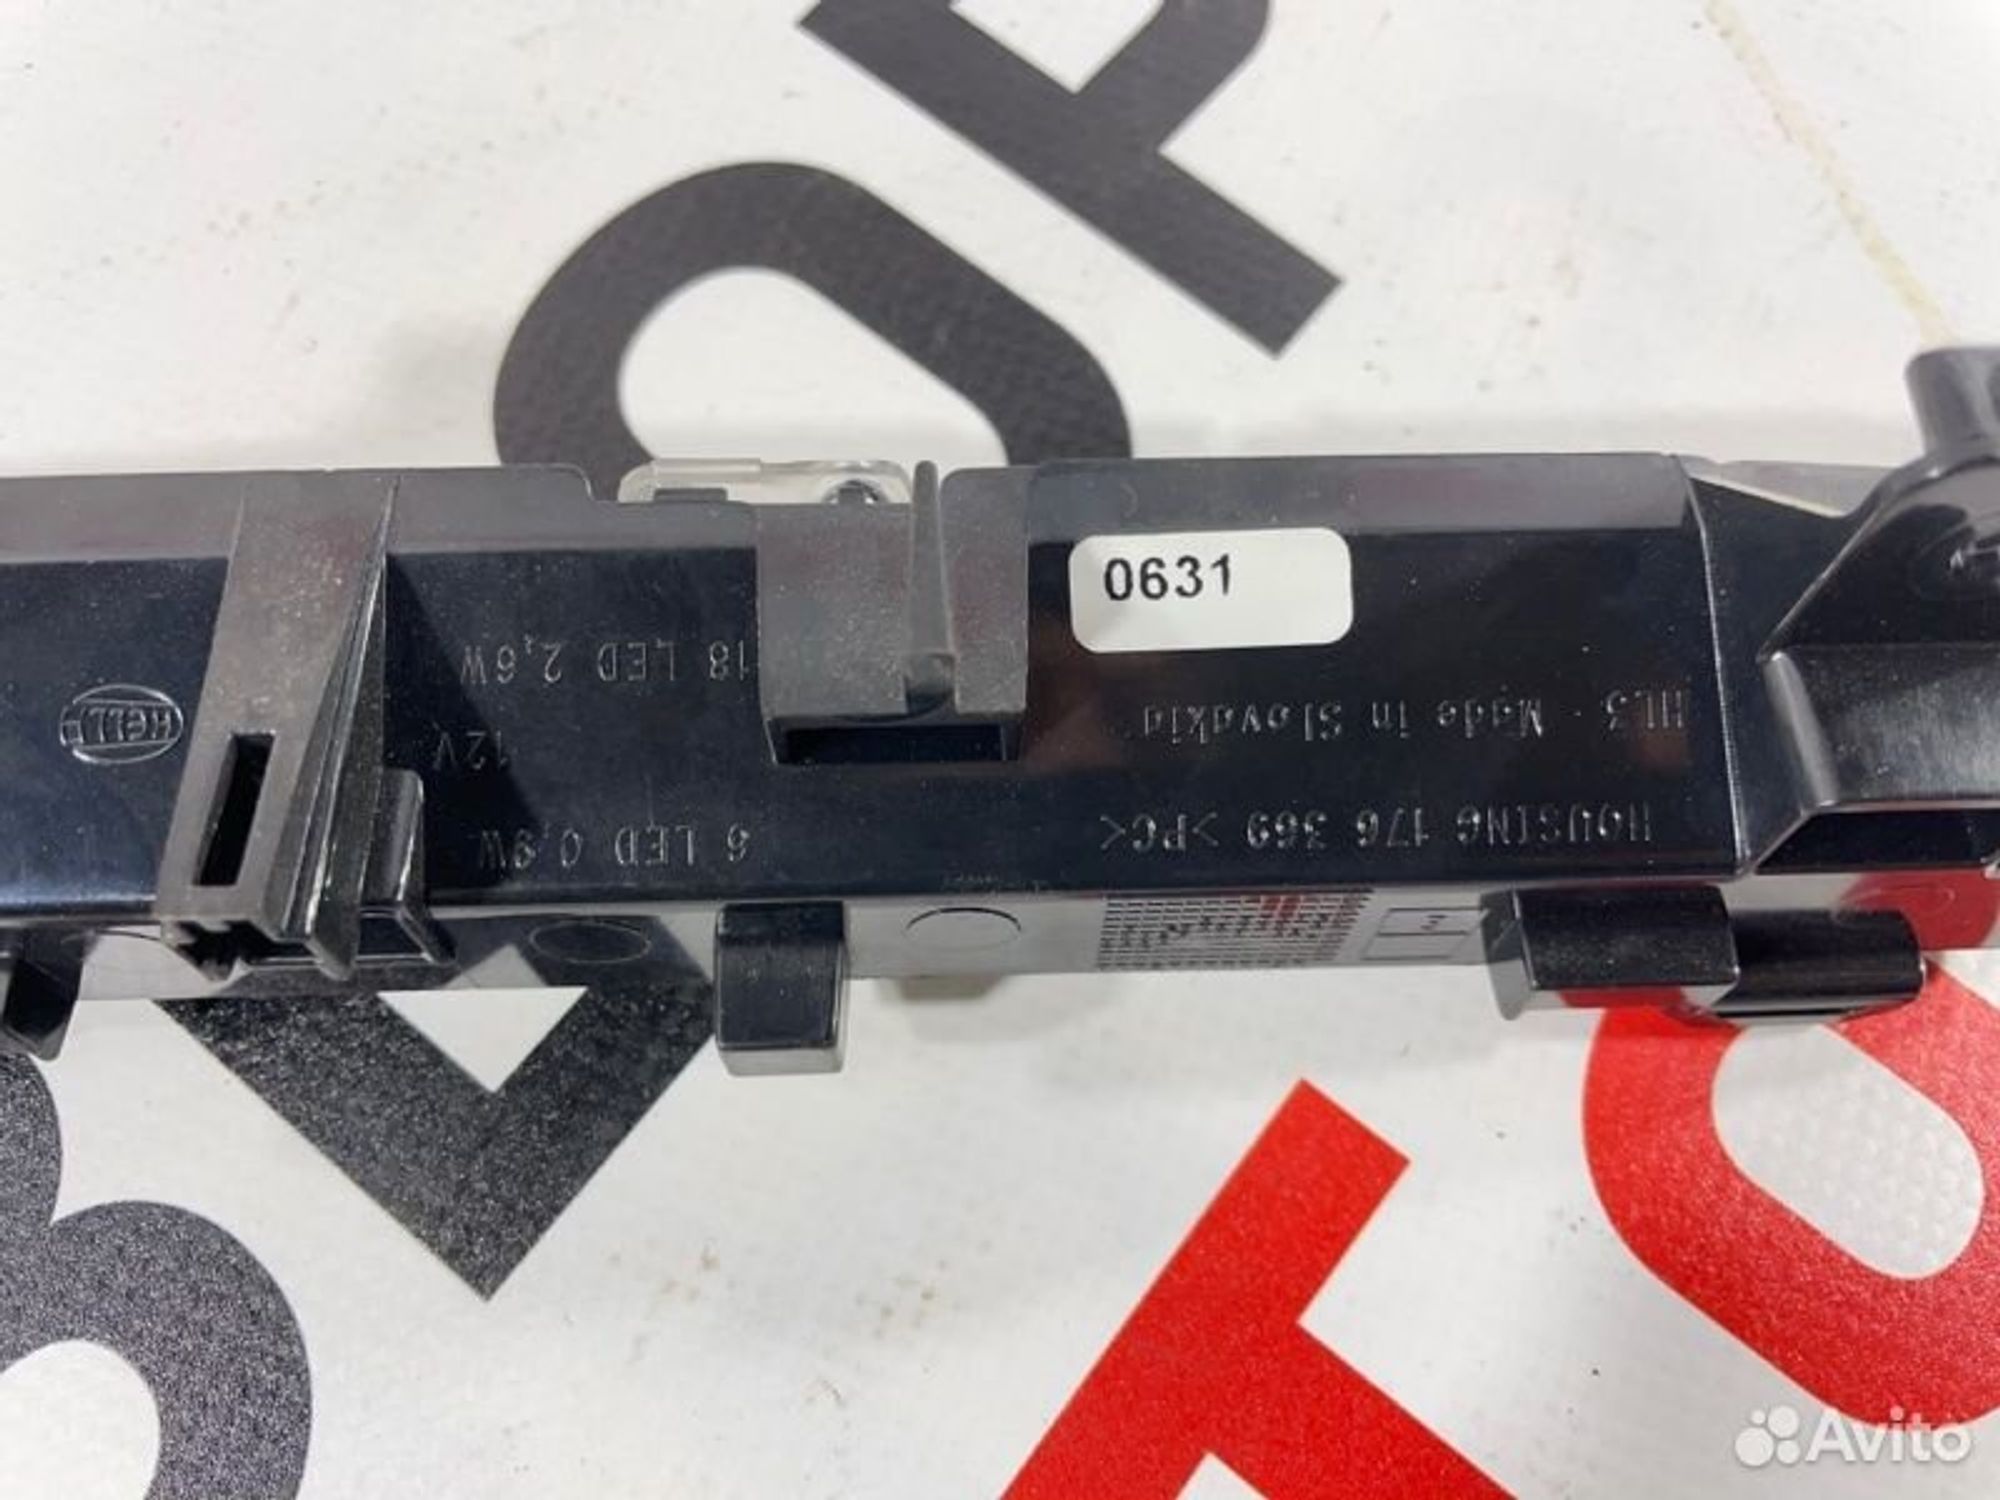 0631
HOUSING 176 369 >PC<
HL3 - Made in Slovakia
6 LED 0,9W
12V
18 LED 2,6W
HELLA
Avito